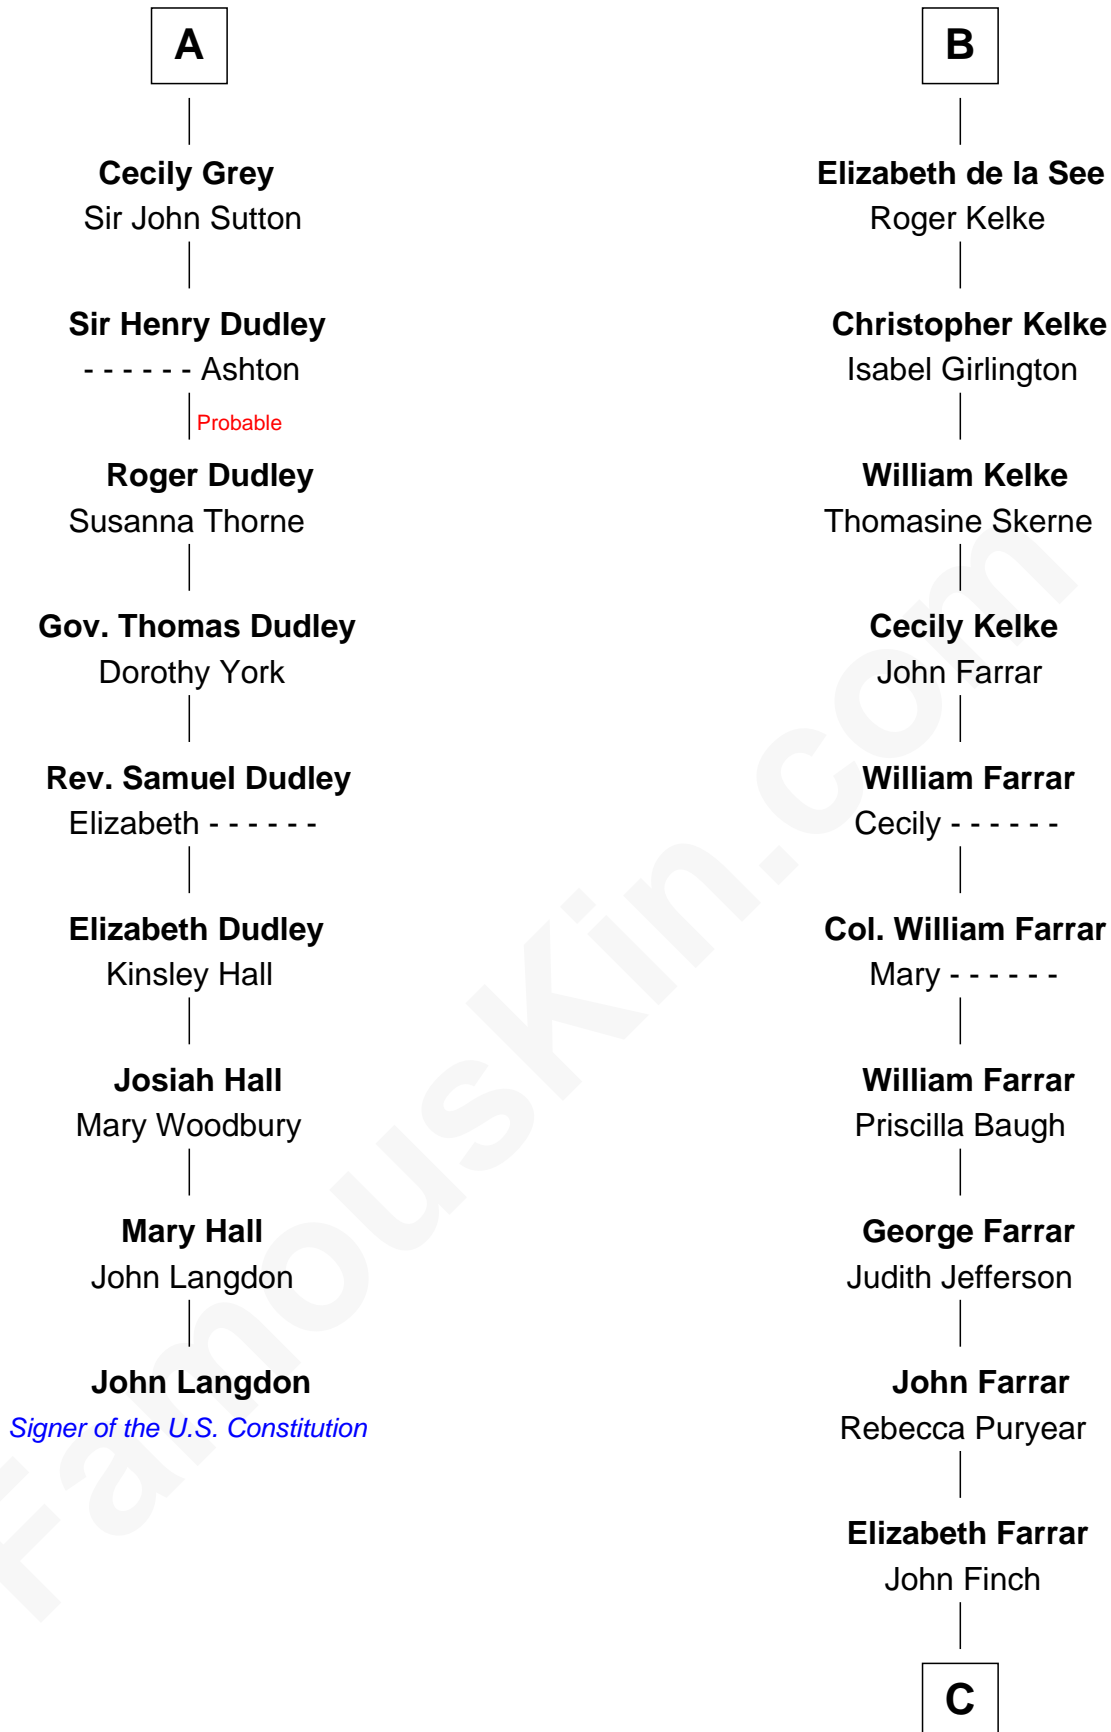 A
Cecily Grey
Sir John Sutton
Sir Henry Dudley
- - - - - - Ashton
Probable
Roger Dudley
Susanna Thorne
Gov. Thomas Dudley
Dorothy York
Rev. Samuel Dudley
Elizabeth - - - - - -
Elizabeth Dudley
Kinsley Hall
Josiah Hall
Mary Woodbury
Mary Hall
John Langdon
John Langdon
Signer of the U.S. Constitution
B
Elizabeth de la See
Roger Kelke
Christopher Kelke
Isabel Girlington
William Kelke
Thomasine Skerne
Cecily Kelke
John Farrar
William Farrar
Cecily - - - - - -
Col. William Farrar
Mary - - - - - -
William Farrar
Priscilla Baugh
George Farrar
Judith Jefferson
John Farrar
Rebecca Puryear
Elizabeth Farrar
John Finch
C
FamousKin.com